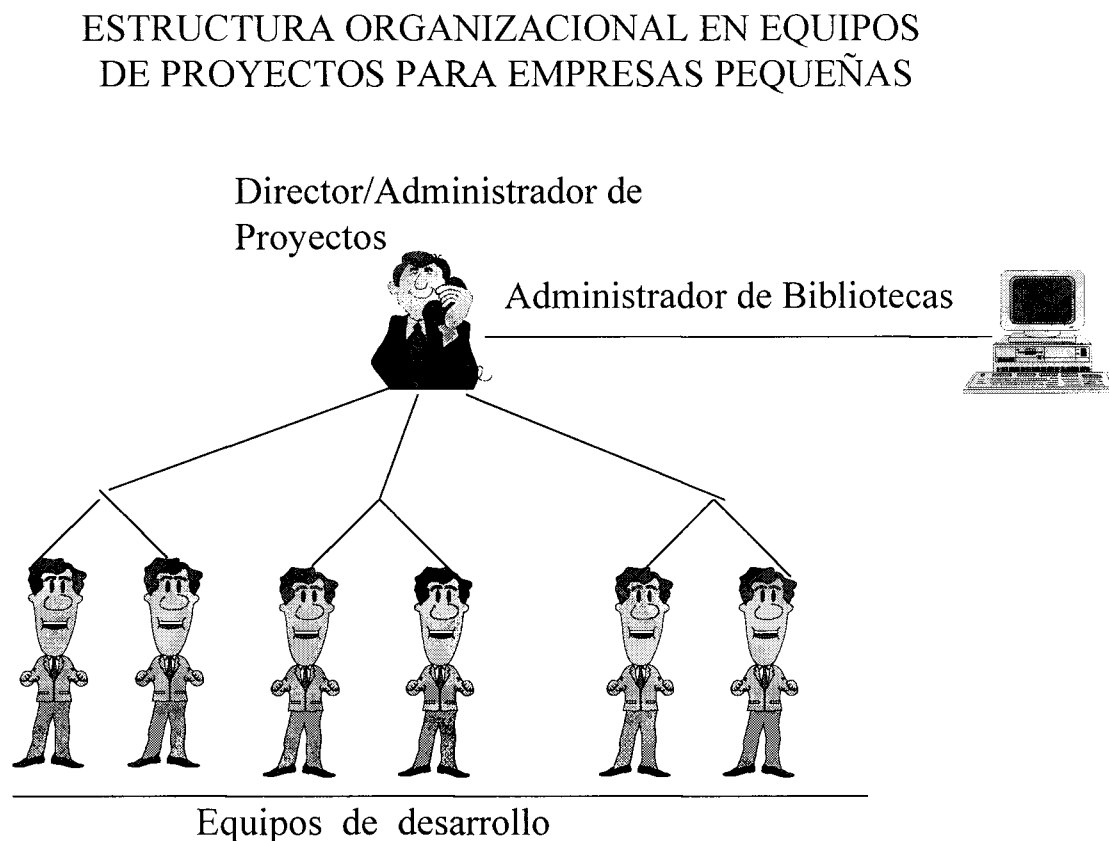 ESTRUCTURA ORGANIZACIONAL EN EQUIPOS
DE PROYECTOS PARA EMPRESAS PEQUEÑAS
Director/Administrador de
Proyectos
Administrador de Bibliotecas
Equipos de desarrollo